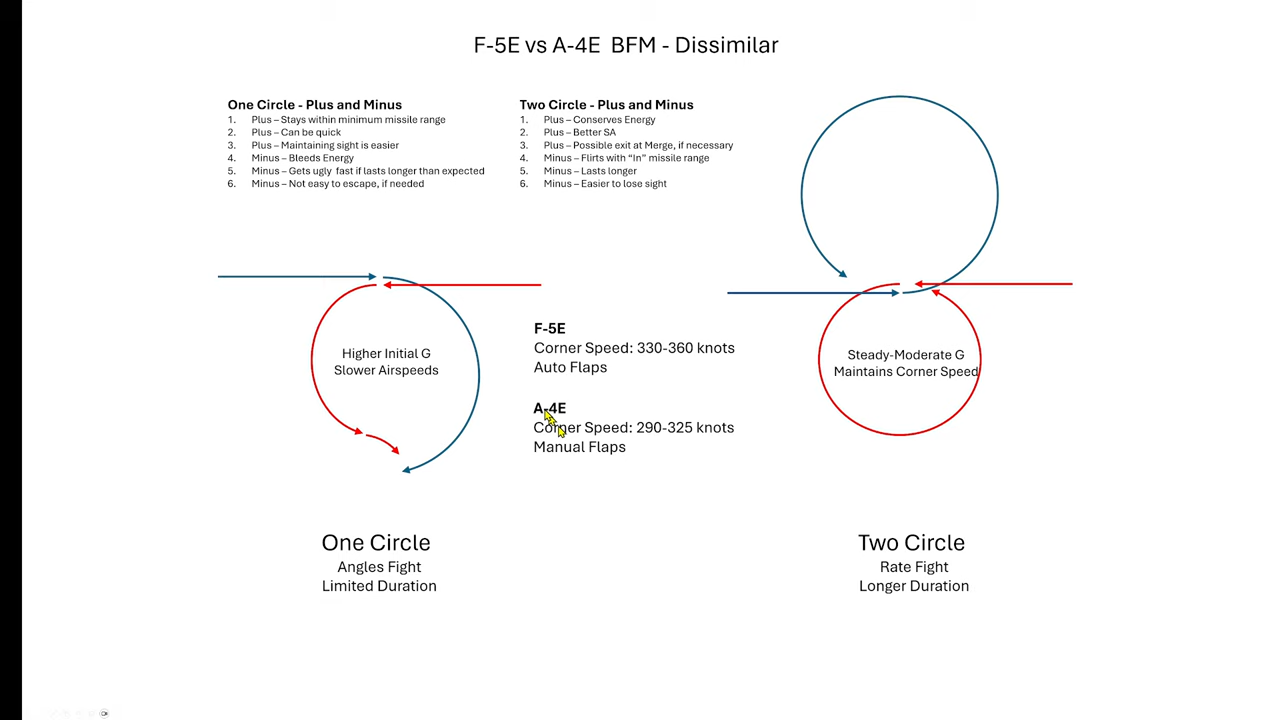 F-5E vs A-4E BFM - Dissimilar
One Circle - Plus and Minus
1. Plus – Stays within minimum missile range
2. Plus – Can be quick
3. Plus – Maintaining sight is easier
4. Minus – Bleeds Energy
5. Minus – Gets ugly fast if lasts longer than expected
6. Minus – Not easy to escape, if needed
Two Circle - Plus and Minus
1. Plus – Conserves Energy
2. Plus – Better SA
3. Plus – Possible exit at Merge, if necessary
4. Minus – Flirts with “In” missile range
5. Minus – Lasts longer
6. Minus – Easier to lose sight
Higher Initial G
Slower Airspeeds
F-5E
Corner Speed: 330-360 knots
Auto Flaps
A-4E
Corner Speed: 290-325 knots
Manual Flaps
Steady-Moderate G
Maintains Corner Speed
One Circle
Angles Fight
Limited Duration
Two Circle
Rate Fight
Longer Duration